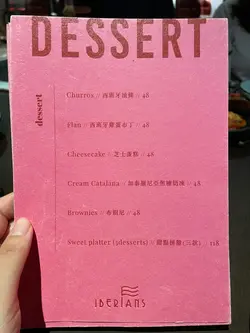 DESSERT
dessert
Churros // 西班牙油條 // 48
Flan // 西班牙雞蛋布丁 // 48
Cheesecake // 芝士蛋糕 // 48
Cream Catalana // 加泰羅尼亞焦糖奶凍 // 48
Brownies // 布朗尼 // 48
Sweet platter (3desserts) // 甜點拼盤(三款) // 118
IBERIANS